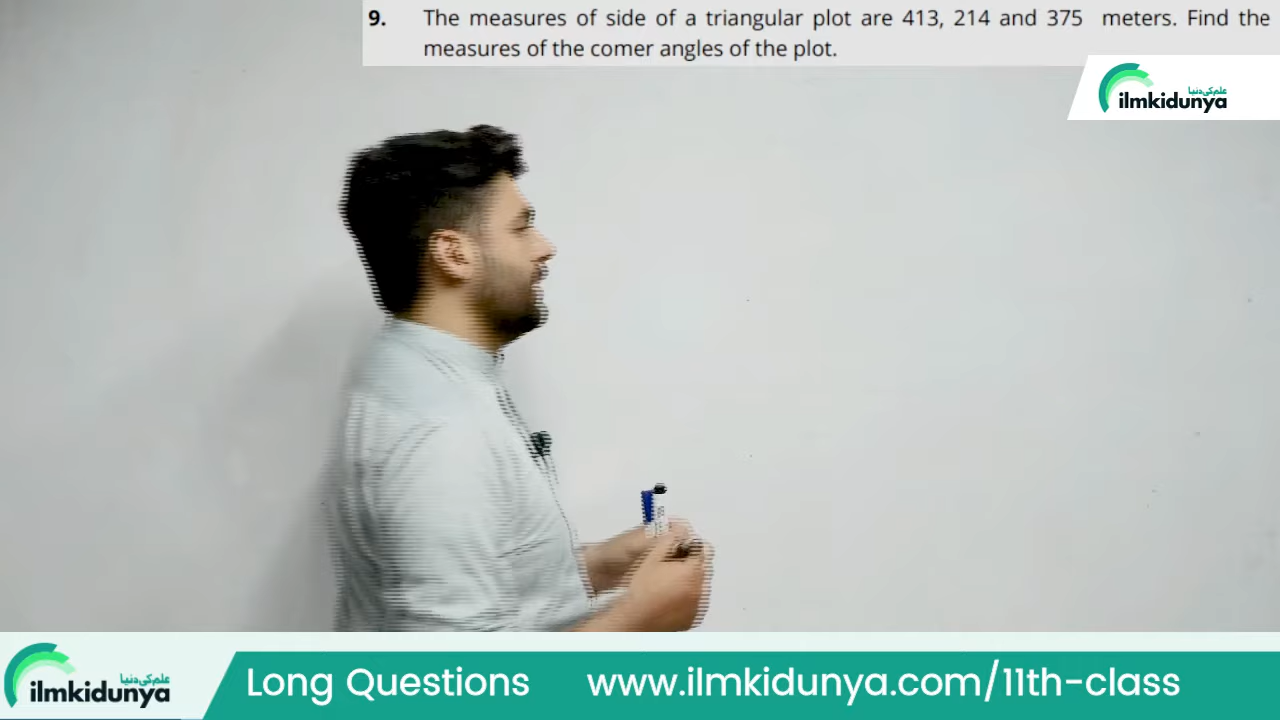 9. The measures of side of a triangular plot are 413, 214 and 375 meters. Find the
measures of the comer angles of the plot.
علم کی دنیا
ilmkidunya
علم کی دنیا
ilmkidunya
Long Questions www.ilmkidunya.com/11th-class